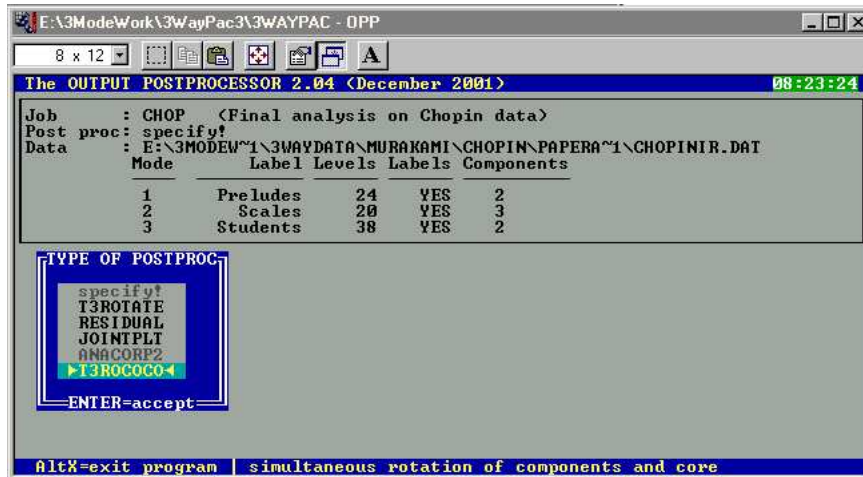 E:\3ModeWork\3WayPac3\3WAYPAC - OPP
8 x 12
A
The OUTPUT POSTPROCESSOR 2.04 (December 2001) 08:23:24
Job : CHOP (Final analysis on Chopin data)
Post proc: specify!
Data : E:\3MODEW~1\3WAYDATA\MURAKAMI\CHOPIN\PAPERA~1\CHOPINIR.DAT
Mode Label Levels Labels Components
1 Preludes 24 YES 2
2 Scales 20 YES 3
3 Students 38 YES 2
TYPE OF POSTPROC
specify!
T3ROTATE
RESIDUAL
JOINTPLT
ANACORP2
►T3ROCOCO◄
ENTER=accept
AltX=exit program | simultaneous rotation of components and core